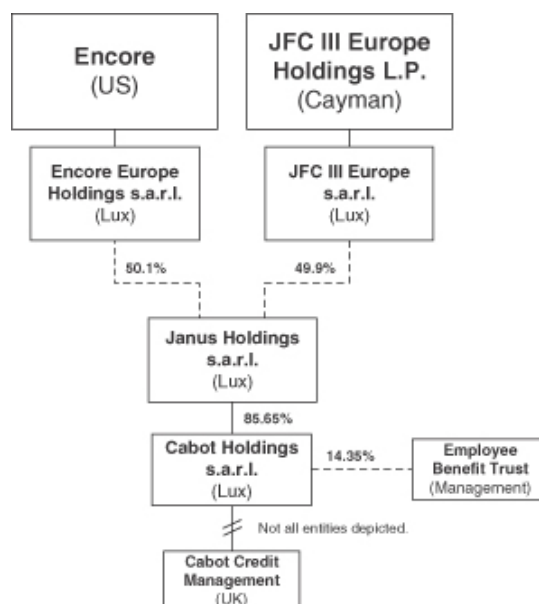 Encore
(US)
JFC III Europe
Holdings L.P.
(Cayman)
Encore Europe
Holdings s.a.r.l.
(Lux)
JFC III Europe
s.a.r.l.
(Lux)
50.1%
49.9%
Janus Holdings
s.a.r.l.
(Lux)
85.65%
Cabot Holdings
s.a.r.l.
(Lux)
14.35%
Employee
Benefit Trust
(Management)
Not all entities depicted.
Cabot Credit
Management
(UK)